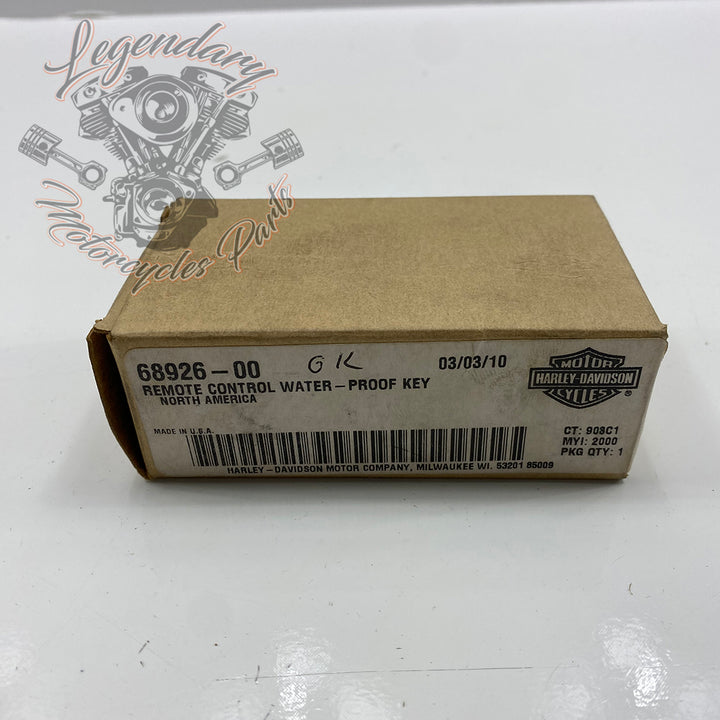 Legendary
Motorcycles Parts
68926-00 GK 03/03/10
REMOTE CONTROL WATER-PROOF KEY
NORTH AMERICA
MOTOR
HARLEY-DAVIDSON
CYCLES
®
MADE IN U.S.A.
CT: 908C1
MYI: 2000
PKG QTY: 1
HARLEY-DAVIDSON MOTOR COMPANY, MILWAUKEE WI. 53201 85009